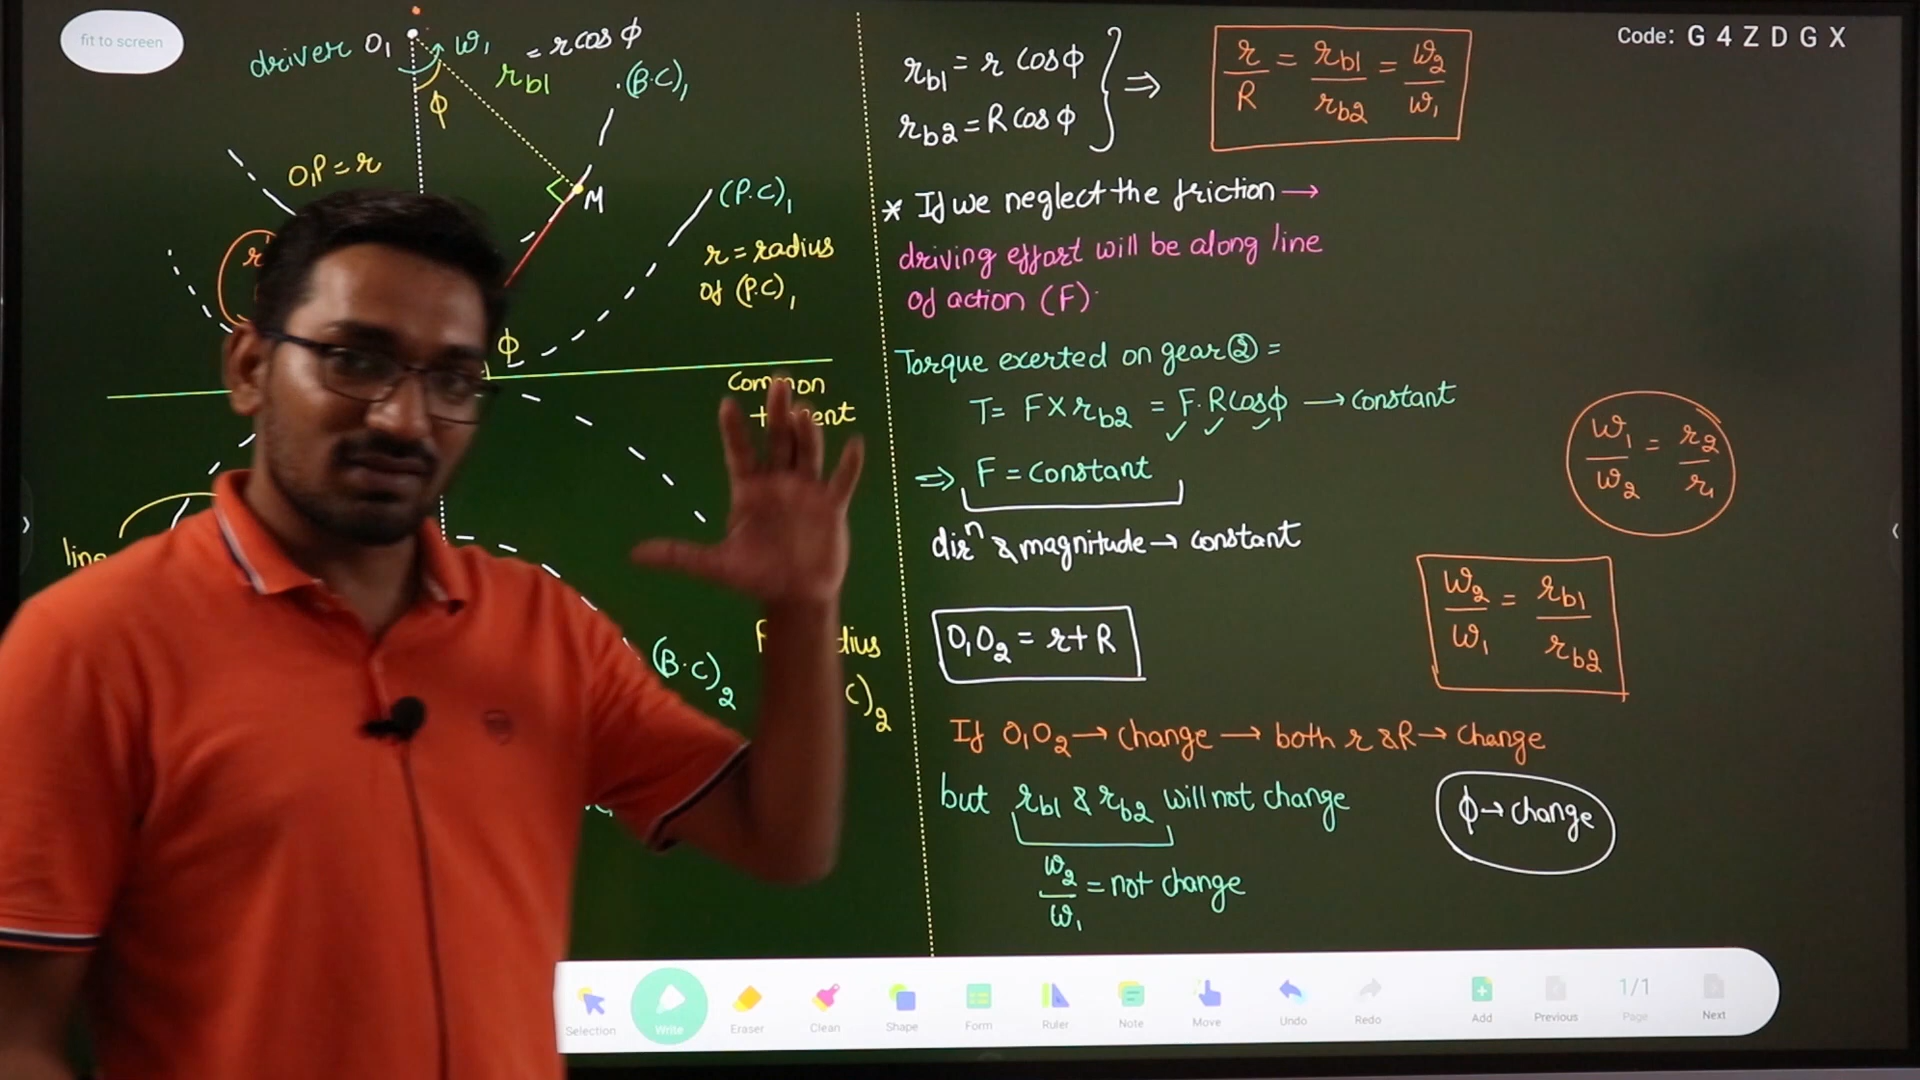 fit to screen
Code: G 4 Z D G X
driver O₁ ω₁ = r cos ϕ
r_b1
.(B.C)₁
ϕ
O₁P = r
M
(P.C)₁
r = radius
of (P.C)₁
ϕ
Common
line
(B.C)₂
r_b1 = r cos ϕ
r_b2 = R cos ϕ
⇒
r/R = r_b1/r_b2 = ω₂/ω₁
* If we neglect the friction →
driving effort will be along line
of action (F).
Torque exerted on gear ② =
T = F × r_b2 = F. R cos ϕ → constant
⇒ F = constant
dirⁿ & magnitude → constant
O₁O₂ = r + R
ω₁/ω₂ = r₂/r₁
ω₂/ω₁ = r_b1/r_b2
If O₁O₂ → change → both r & R → change
but r_b1 & r_b2 will not change
ϕ → change
ω₂/ω₁ = not change
Selection Write Eraser Clean Shape Form Ruler Note Move Undo Redo Add Previous 1/1 Page Next